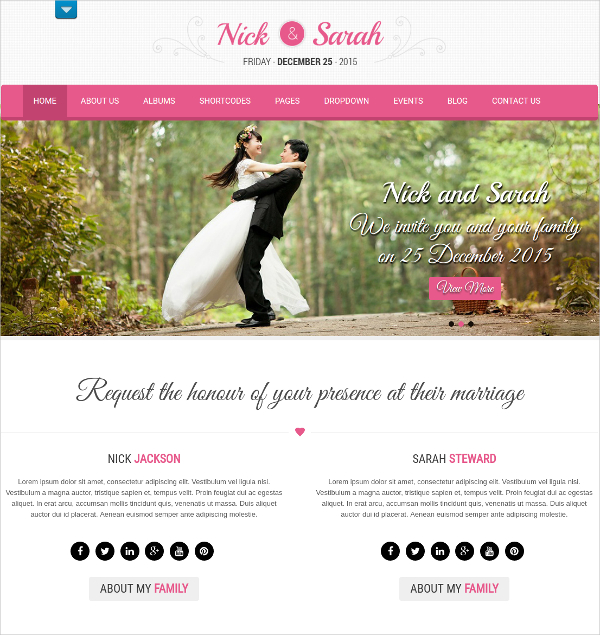 Nick & Sarah
FRIDAY · DECEMBER 25 · 2015
HOME ABOUT US ALBUMS SHORTCODES PAGES DROPDOWN EVENTS BLOG CONTACT US
Nick and Sarah
We invite you and your family
on 25 December 2015
View More
Request the honour of your presence at their marriage
NICK JACKSON
Lorem ipsum dolor sit amet, consectetur adipiscing elit. Vestibulum vel ligula nisl.
Vestibulum a magna auctor, tristique sapien et, tempus velit. Proin feugiat dui ac egestas
aliquet. In erat arcu, accumsan mollis tincidunt quis, venenatis ut massa. Duis aliquet
auctor dui id placerat. Aenean euismod semper ante adipiscing molestie.
ABOUT MY FAMILY
SARAH STEWARD
Lorem ipsum dolor sit amet, consectetur adipiscing elit. Vestibulum vel ligula nisl.
Vestibulum a magna auctor, tristique sapien et, tempus velit. Proin feugiat dui ac egestas
aliquet. In erat arcu, accumsan mollis tincidunt quis, venenatis ut massa. Duis aliquet
auctor dui id placerat. Aenean euismod semper ante adipiscing molestie.
ABOUT MY FAMILY